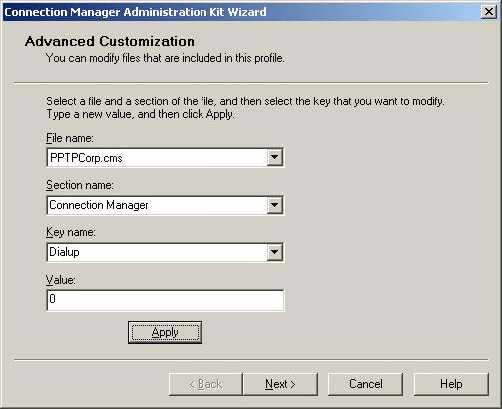 Connection Manager Administration Kit Wizard
Advanced Customization
You can modify files that are included in this profile.
Select a file and a section of the file, and then select the key that you want to modify.
Type a new value, and then click Apply.
File name:
PPTPCorp.cms
Section name:
Connection Manager
Key name:
Dialup
Value:
0
Apply
< Back Next > Cancel Help